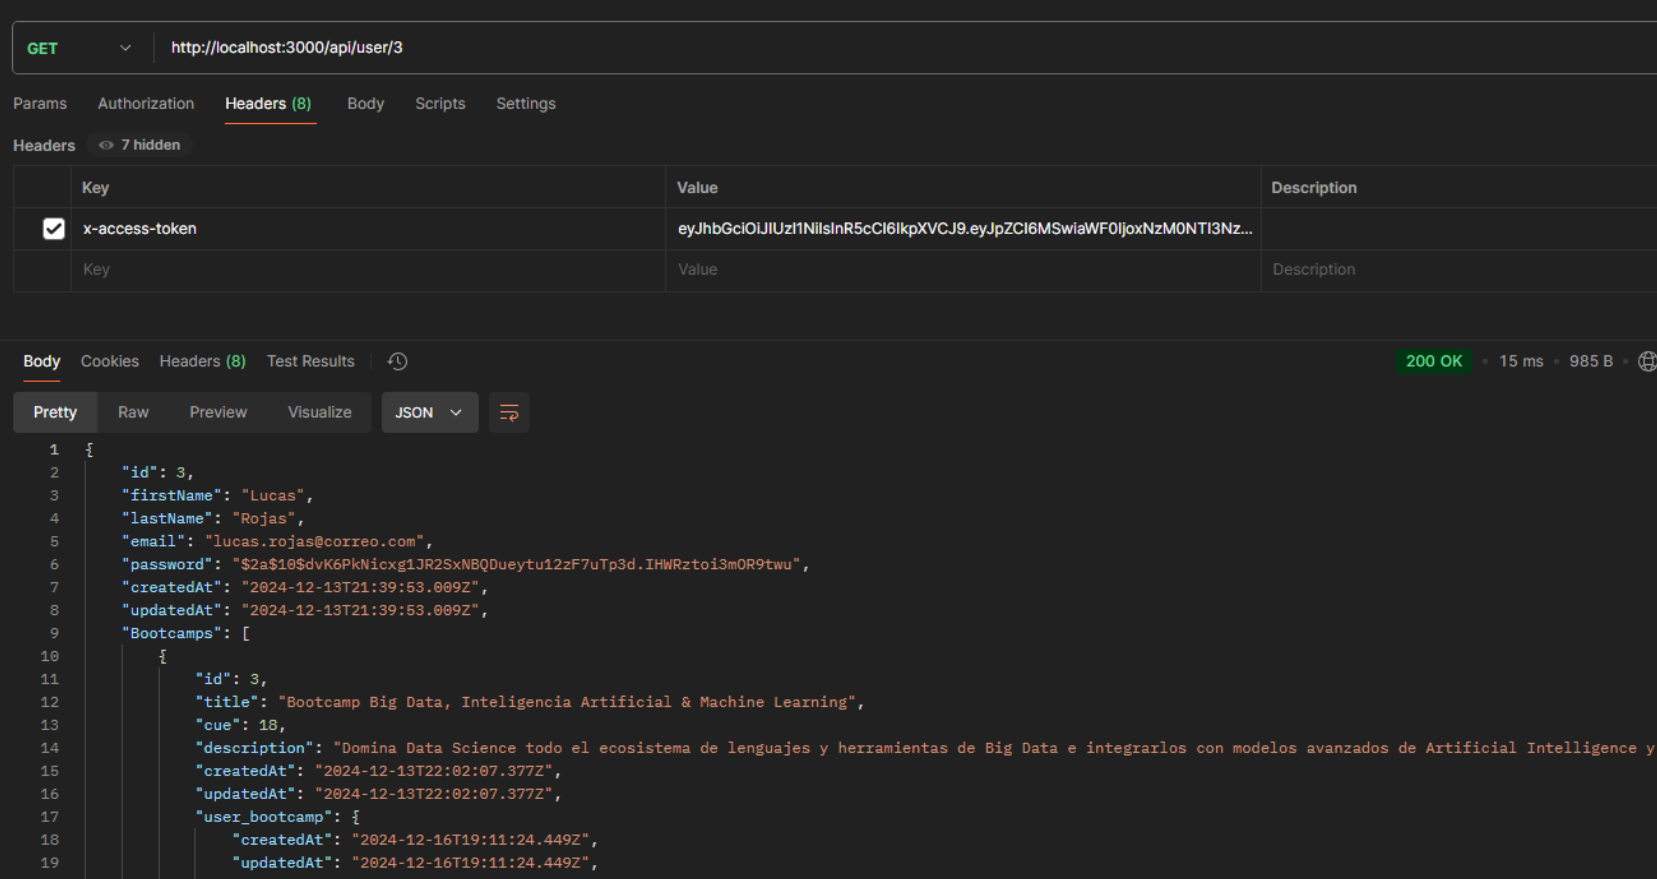 GET http://localhost:3000/api/user/3
Params Authorization Headers (8) Body Scripts Settings
Headers 7 hidden
Key Value Description
x-access-token eyJhbGciOiJIUzI1NiIsInR5cCI6IkpXVCJ9.eyJpZCI6MSwiaWF0IjoxNzM0NTI3Nz...
Key Value Description
Body Cookies Headers (8) Test Results 200 OK • 15 ms • 985 B •
Pretty Raw Preview Visualize JSON
1 {
2 "id": 3,
3 "firstName": "Lucas",
4 "lastName": "Rojas",
5 "email": "lucas.rojas@correo.com",
6 "password": "$2a$10$dvK6PkNicxg1JR2SxNBQDueytu12zF7uTp3d.IHWRztoi3mOR9twu",
7 "createdAt": "2024-12-13T21:39:53.009Z",
8 "updatedAt": "2024-12-13T21:39:53.009Z",
9 "Bootcamps": [
10 {
11 "id": 3,
12 "title": "Bootcamp Big Data, Inteligencia Artificial & Machine Learning",
13 "cue": 18,
14 "description": "Domina Data Science todo el ecosistema de lenguajes y herramientas de Big Data e integrarlos con modelos avanzados de Artificial Intelligence y
15 "createdAt": "2024-12-13T22:02:07.377Z",
16 "updatedAt": "2024-12-13T22:02:07.377Z",
17 "user_bootcamp": {
18 "createdAt": "2024-12-16T19:11:24.449Z",
19 "updatedAt": "2024-12-16T19:11:24.449Z",